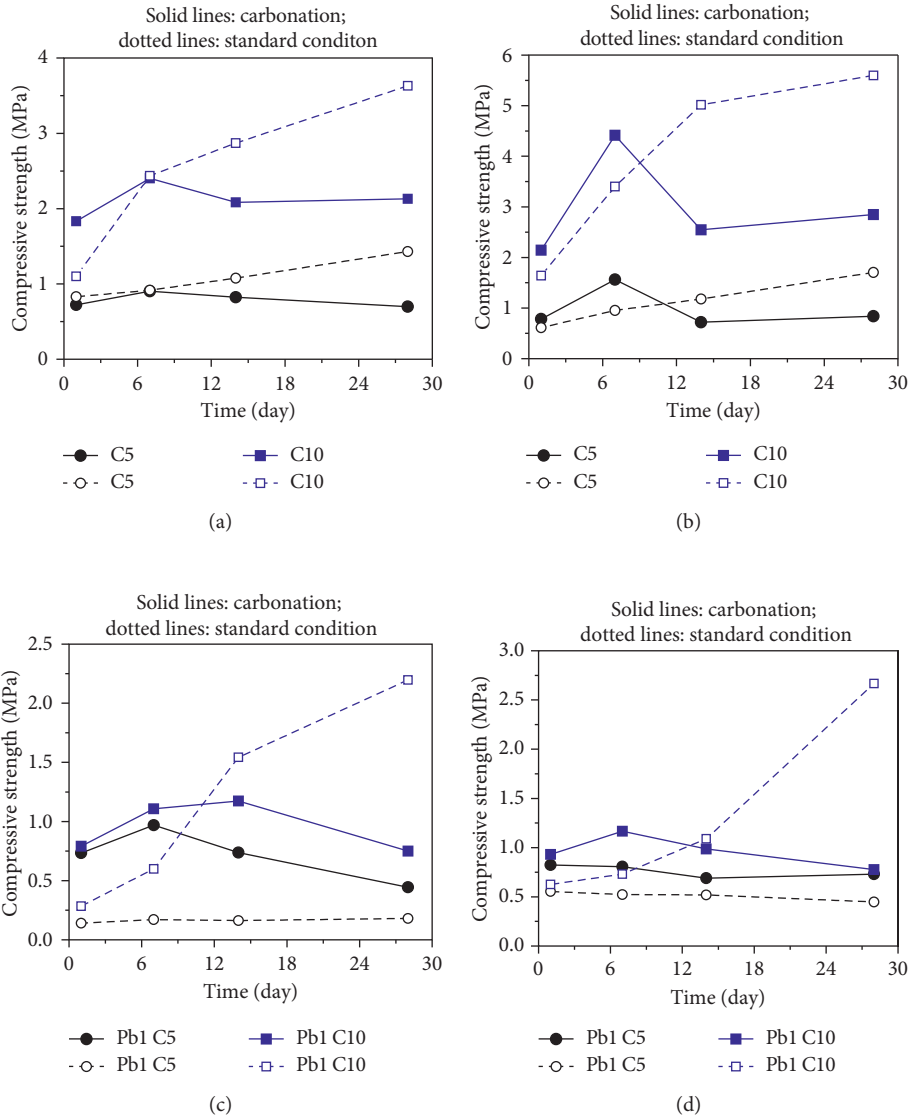 Solid lines: carbonation;
dotted lines: standard conditon
Compressive strength (MPa)
4
3
2
1
0
0 6 12 18 24 30
Time (day)
C5 C10
C5 C10
(a)
Solid lines: carbonation;
dotted lines: standard condition
Compressive strength (MPa)
6
5
4
3
2
1
0
0 6 12 18 24 30
Time (day)
C5 C10
C5 C10
(b)
Solid lines: carbonation;
dotted lines: standard condition
Compressive strength (MPa)
2.5
2.0
1.5
1.0
0.5
0.0
0 6 12 18 24 30
Time (day)
Pb1 C5 Pb1 C10
Pb1 C5 Pb1 C10
(c)
Solid lines: carbonation;
dotted lines: standard condition
Compressive strength (MPa)
3.0
2.5
2.0
1.5
1.0
0.5
0.0
0 6 12 18 24 30
Time (day)
Pb1 C5 Pb1 C10
Pb1 C5 Pb1 C10
(d)